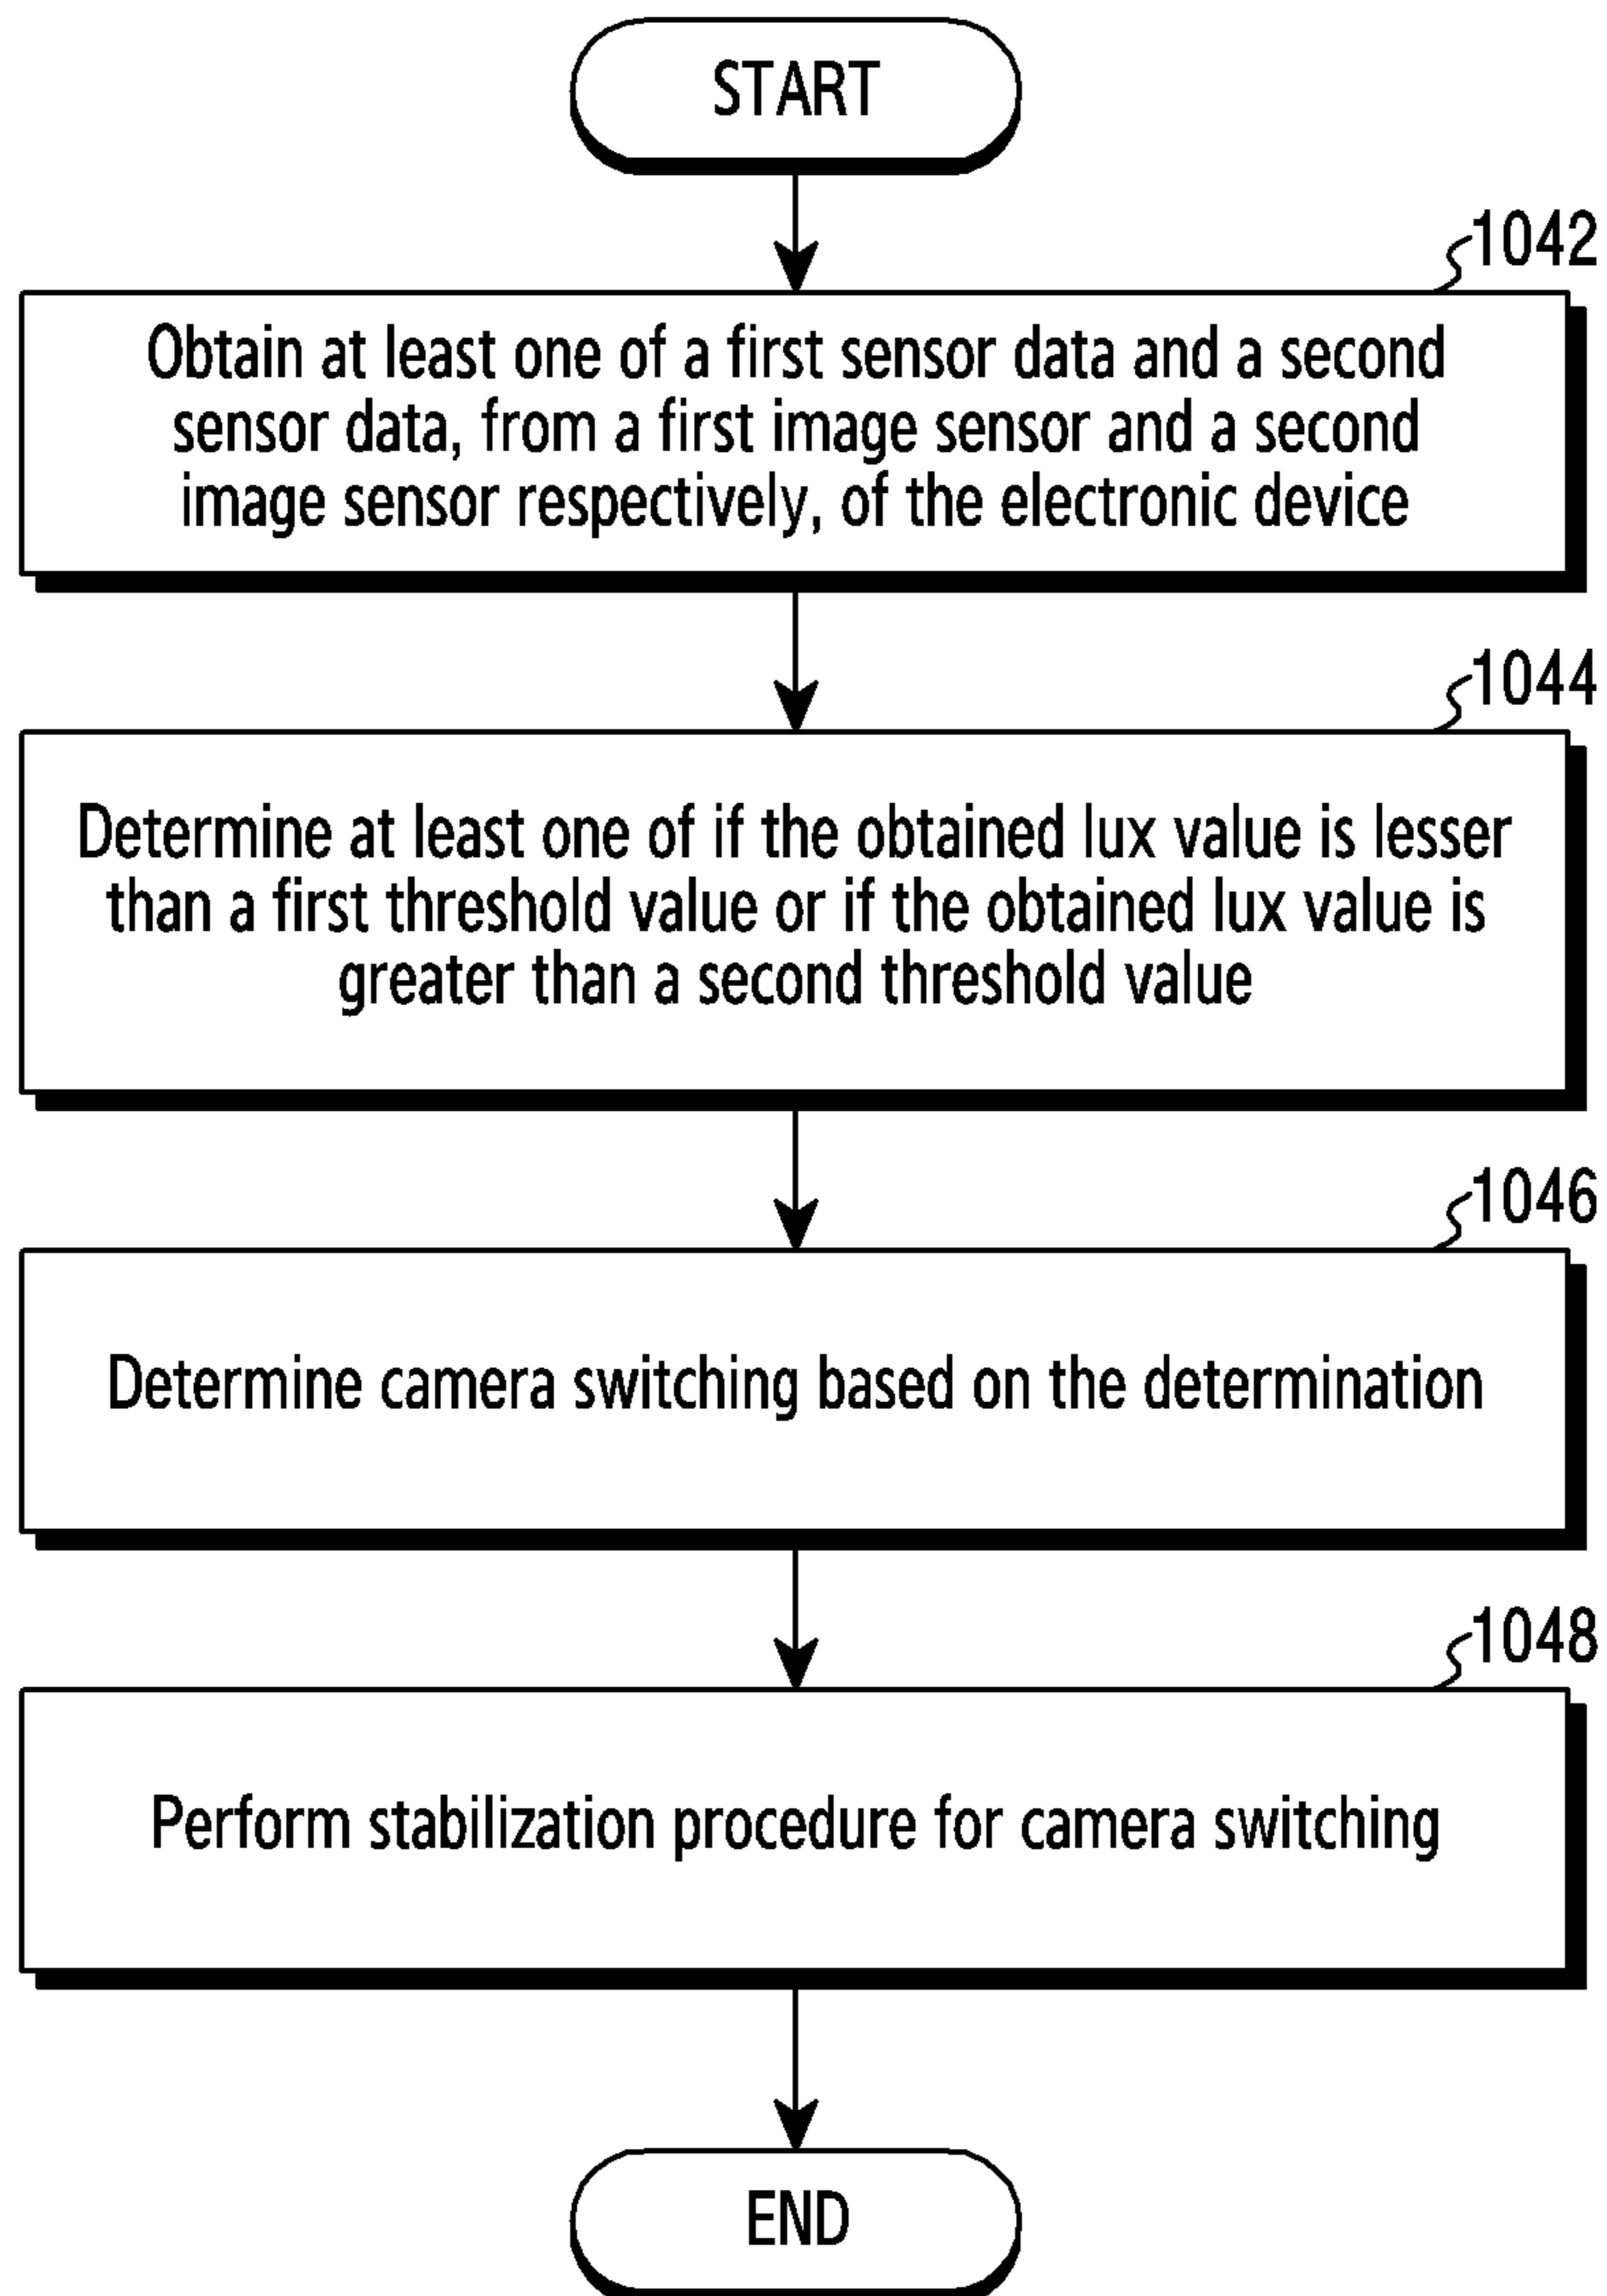 START
1042
Obtain at least one of a first sensor data and a second
sensor data, from a first image sensor and a second
image sensor respectively, of the electronic device
1044
Determine at least one of if the obtained lux value is lesser
than a first threshold value or if the obtained lux value is
greater than a second threshold value
1046
Determine camera switching based on the determination
1048
Perform stabilization procedure for camera switching
END